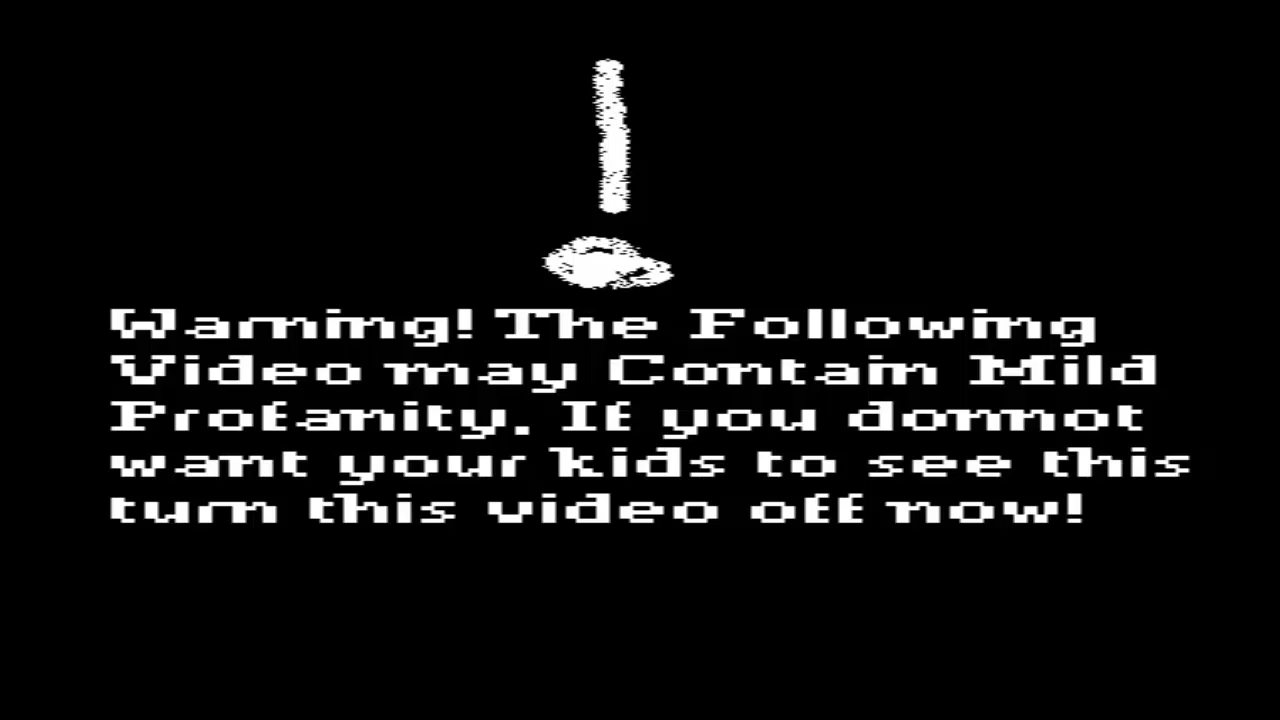 Warning! The Following
Video may Contain Mild
Profanity. If you donnot
want your kids to see this
turn this video off now!